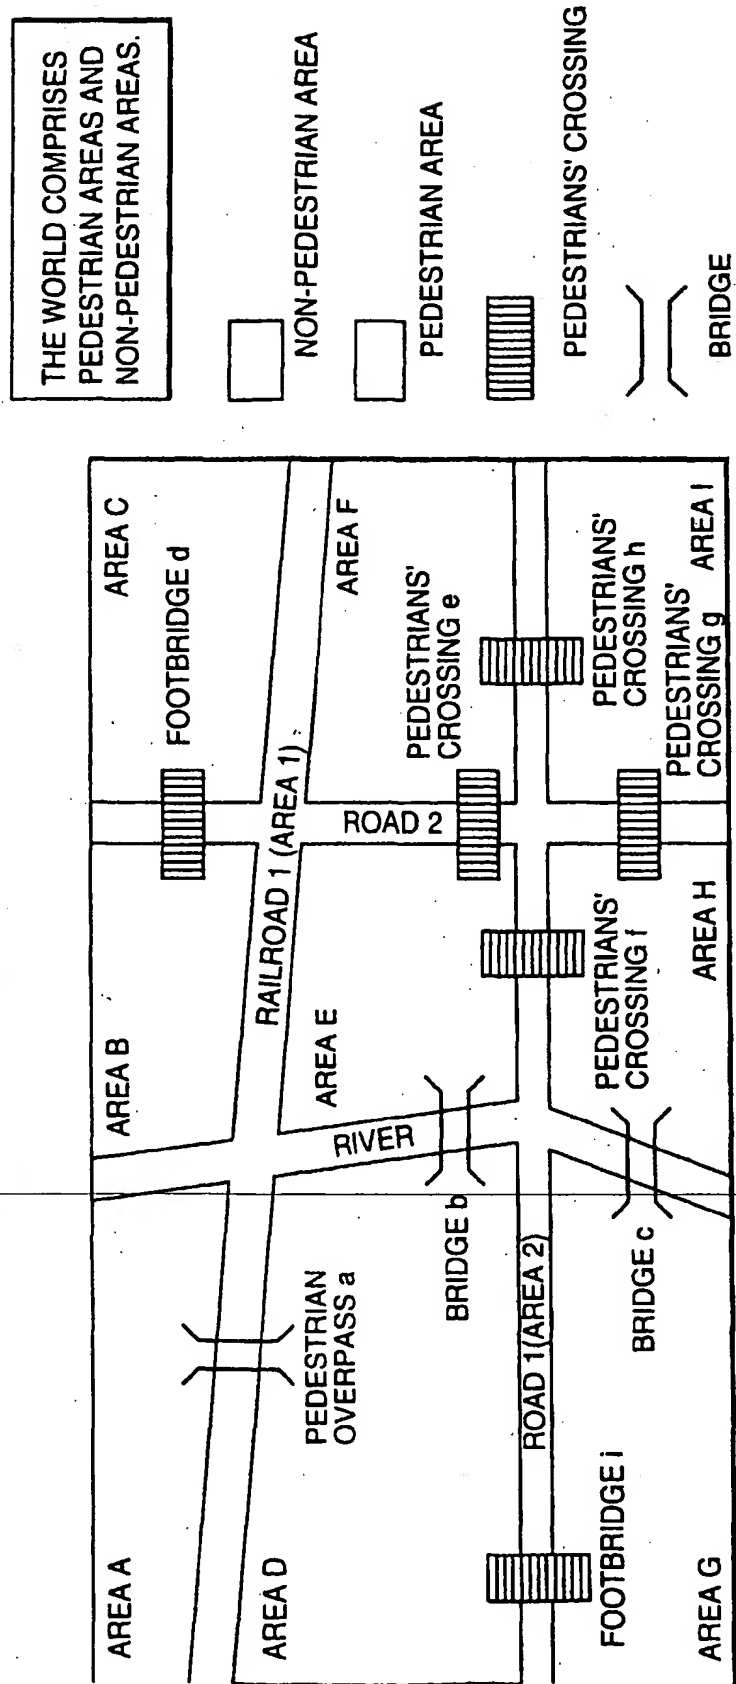 THE WORLD COMPRISES
PEDESTRIAN AREAS AND
NON-PEDESTRIAN AREAS.
NON-PEDESTRIAN AREA
PEDESTRIAN AREA
PEDESTRIANS' CROSSING
BRIDGE
AREA A
AREA B
AREA C
FOOTBRIDGE d
RAILROAD 1 (AREA 1)
PEDESTRIAN
OVERPASS a
AREA D
AREA E
AREA F
RIVER
ROAD 2
BRIDGE b
PEDESTRIANS'
CROSSING e
ROAD 1(AREA 2)
FOOTBRIDGE i
BRIDGE c
PEDESTRIANS'
CROSSING f
PEDESTRIANS'
CROSSING h
PEDESTRIANS'
CROSSING g
AREA G
AREA H
AREA I